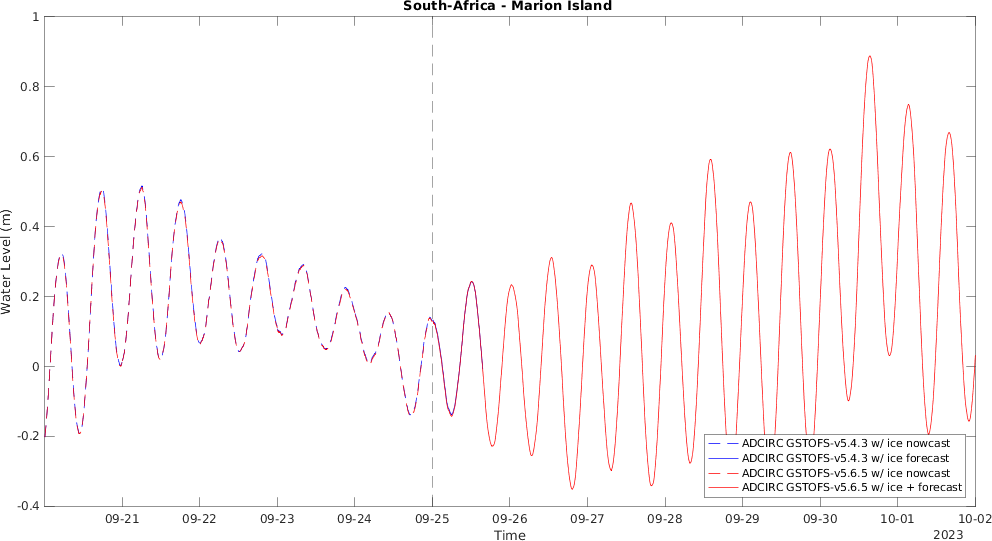 South-Africa - Marion Island
Water Level (m)
1
0.8
0.6
0.4
0.2
0
-0.2
-0.4
ADCIRC GSTOFS-v5.4.3 w/ ice nowcast
ADCIRC GSTOFS-v5.4.3 w/ ice forecast
ADCIRC GSTOFS-v5.6.5 w/ ice nowcast
ADCIRC GSTOFS-v5.6.5 w/ ice + forecast
09-21 09-22 09-23 09-24 09-25 09-26 09-27 09-28 09-29 09-30 10-01 10-02
Time
2023